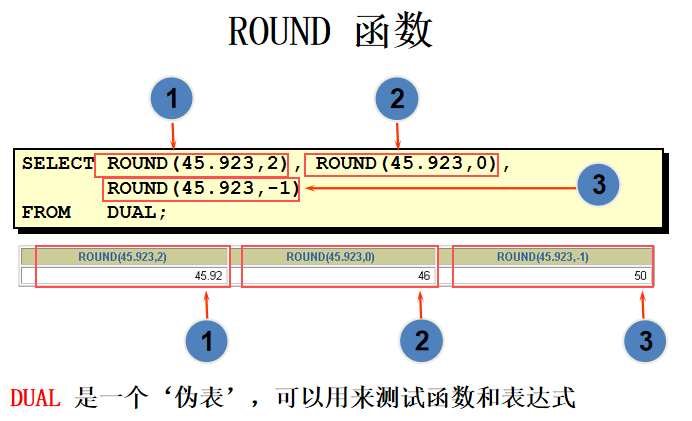 ROUND 函数
1 2
SELECT ROUND(45.923,2), ROUND(45.923,0),
ROUND(45.923,-1) 3
FROM DUAL;
ROUND(45.923,2) ROUND(45.923,0) ROUND(45.923,-1)
45.92 46 50
1 2 3
DUAL 是一个‘伪表’，可以用来测试函数和表达式